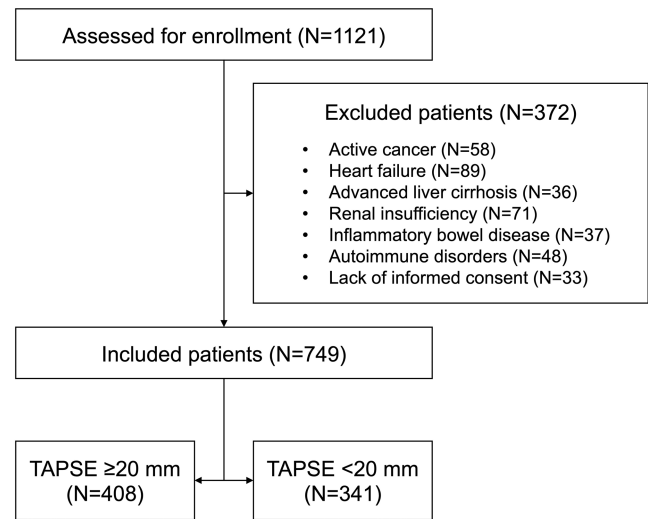 Assessed for enrollment (N=1121)
Excluded patients (N=372)
• Active cancer (N=58)
• Heart failure (N=89)
• Advanced liver cirrhosis (N=36)
• Renal insufficiency (N=71)
• Inflammatory bowel disease (N=37)
• Autoimmune disorders (N=48)
• Lack of informed consent (N=33)
Included patients (N=749)
TAPSE ≥20 mm
(N=408)
TAPSE <20 mm
(N=341)